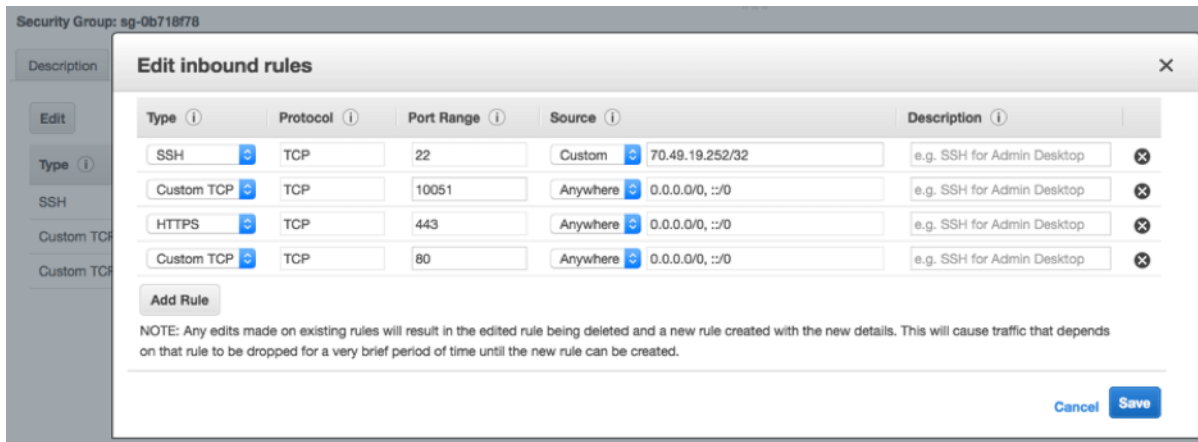 Security Group: sg-0b718f78
Description
Edit inbound rules
Edit
Type Protocol Port Range Source Description
SSH TCP 22 Custom 70.49.19.252/32 e.g. SSH for Admin Desktop
Custom TCP TCP 10051 Anywhere 0.0.0.0/0, ::/0 e.g. SSH for Admin Desktop
HTTPS TCP 443 Anywhere 0.0.0.0/0, ::/0 e.g. SSH for Admin Desktop
Custom TCP TCP 80 Anywhere 0.0.0.0/0, ::/0 e.g. SSH for Admin Desktop
Type
SSH
Custom TCP
Custom TCP
Add Rule
NOTE: Any edits made on existing rules will result in the edited rule being deleted and a new rule created with the new details. This will cause traffic that depends
on that rule to be dropped for a very brief period of time until the new rule can be created.
Cancel Save